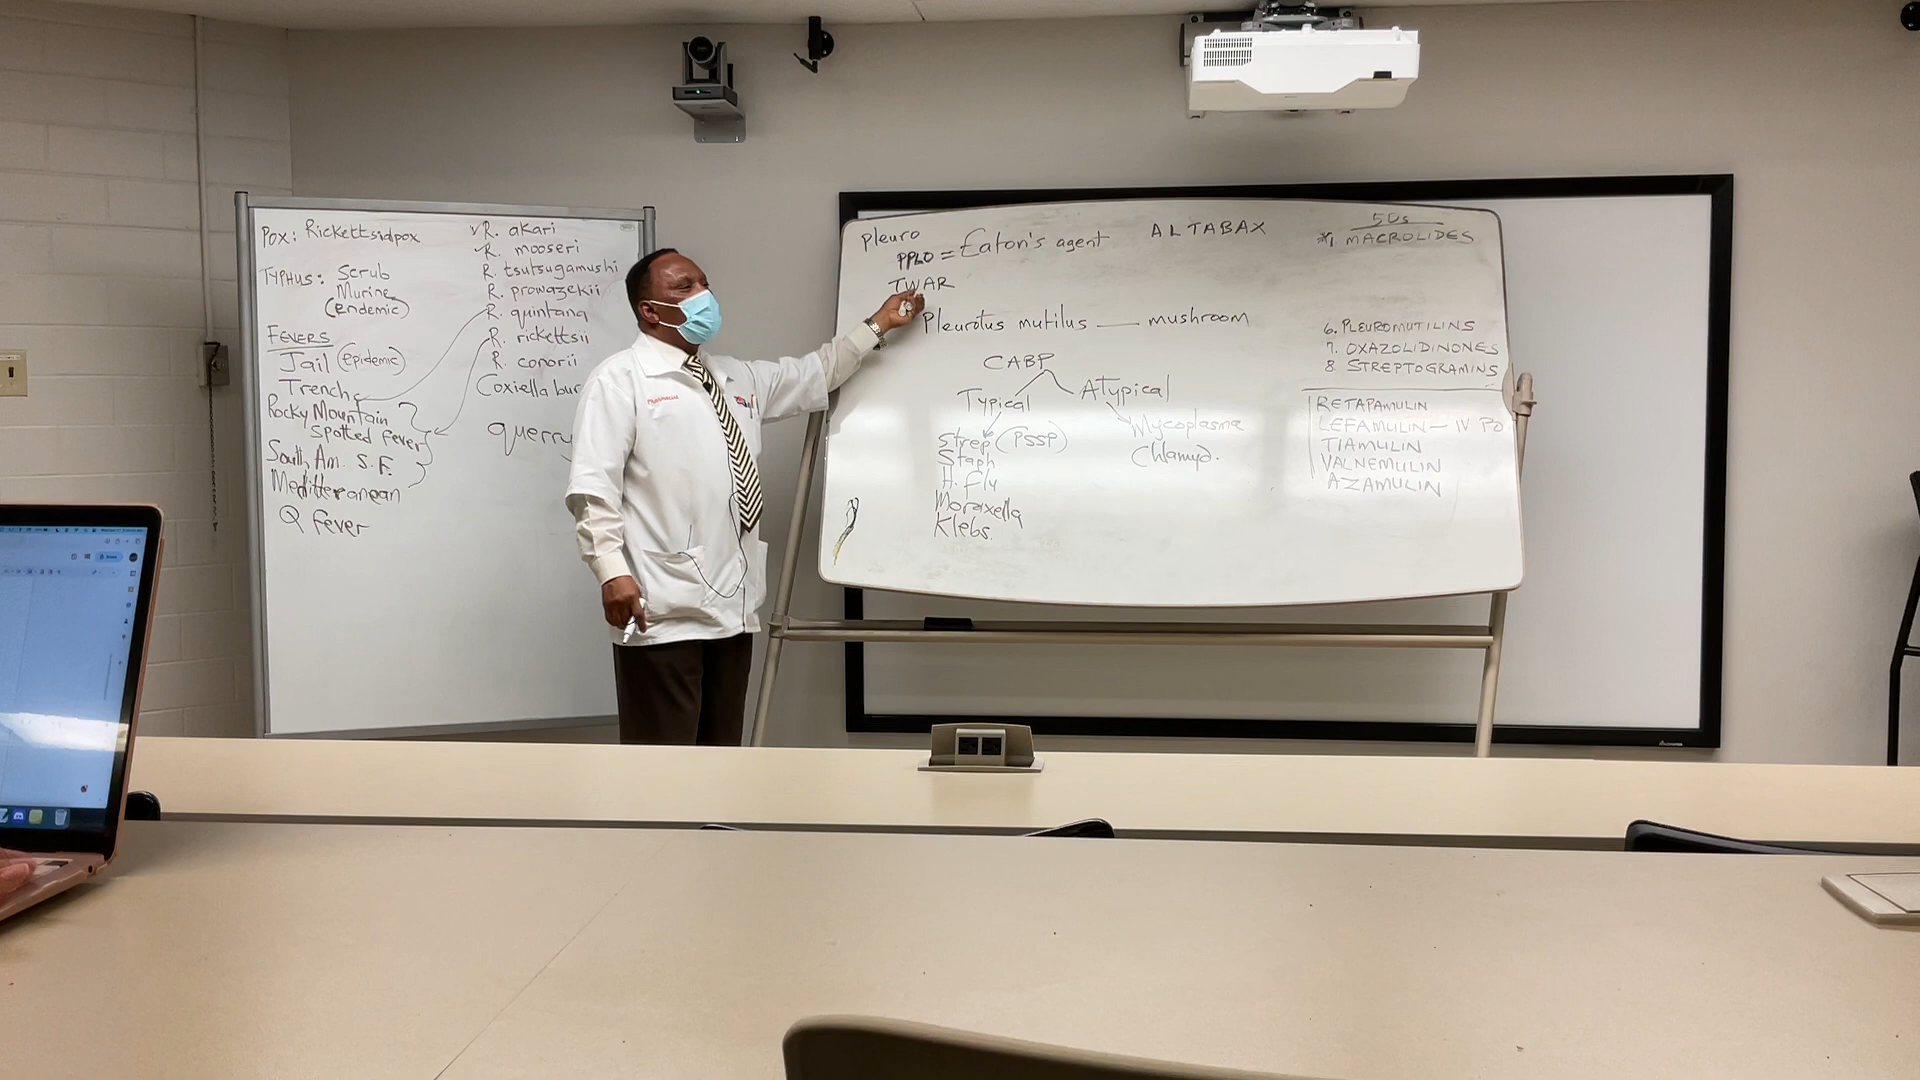 POX: Rickettsialpox
TYPHUS: Scrub
Murine
(Endemic)
FEVERS
Jail (Epidemic)
Trench
Rocky Mountain
Spotted Fever
South Am. S.F.
Mediterranean
Q Fever
R. akari
R. mooseri
R. tsutsugamushi
R. prowazekii
R. quintana
R. rickettsii
R. conorii
Coxiella bur
querry
Pleuro
PPLO = Eaton's agent
TWAR
Pleurotus mutilus — mushroom
CABP
Typical
Atypical
Strep (PSSP)
Staph
H. Flu
Moraxella
Klebs.
Mycoplasma
Chlamyd.
ALTABAX
50s
*1 MACROLIDES
6. PLEUROMUTILINS
7. OXAZOLIDINONES
8 STREPTOGRAMINS
RETAPAMULIN
LEFAMULIN — IV PO
TIAMULIN
VALNEMULIN
AZAMULIN